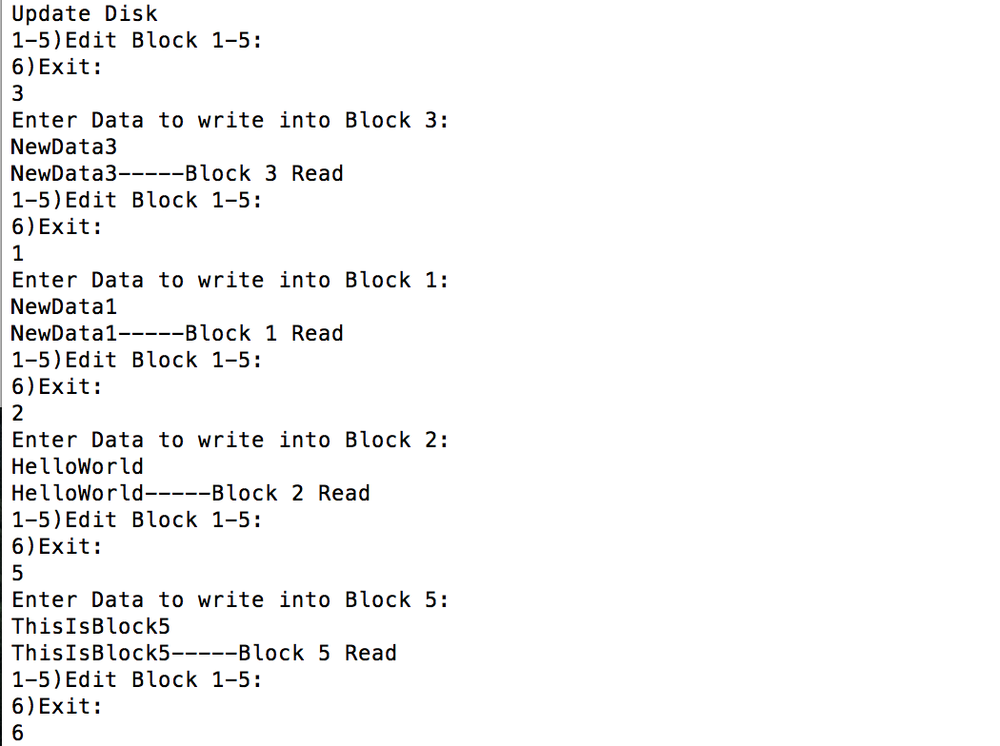 Update Disk
1-5)Edit Block 1-5:
6)Exit:
3
Enter Data to write into Block 3:
NewData3
NewData3-----Block 3 Read
1-5)Edit Block 1-5:
6)Exit:
1
Enter Data to write into Block 1:
NewData1
NewData1-----Block 1 Read
1-5)Edit Block 1-5:
6)Exit:
2
Enter Data to write into Block 2:
HelloWorld
HelloWorld-----Block 2 Read
1-5)Edit Block 1-5:
6)Exit:
5
Enter Data to write into Block 5:
ThisIsBlock5
ThisIsBlock5-----Block 5 Read
1-5)Edit Block 1-5:
6)Exit:
6